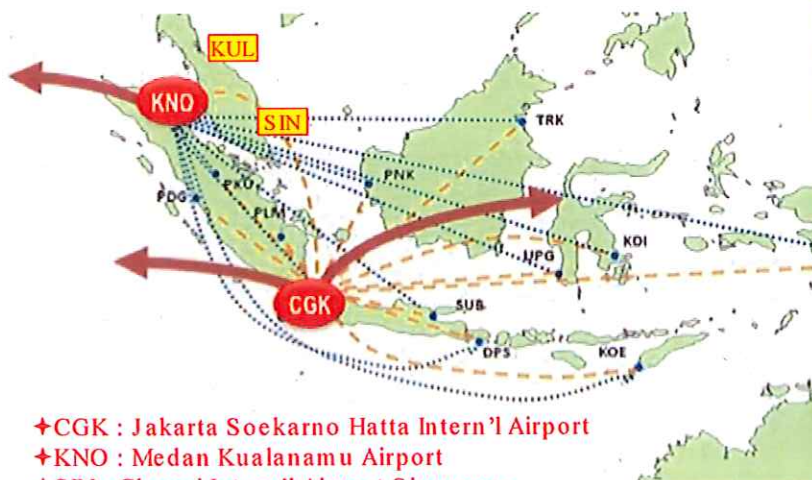 KUL
KNO
SIN
TRK
PNK
PKU
PDG
PLM
KDI
UPG
CGK
SUB
DPS
KOE
✦CGK : Jakarta Soekarno Hatta Intern'l Airport
✦KNO : Medan Kualanamu Airport